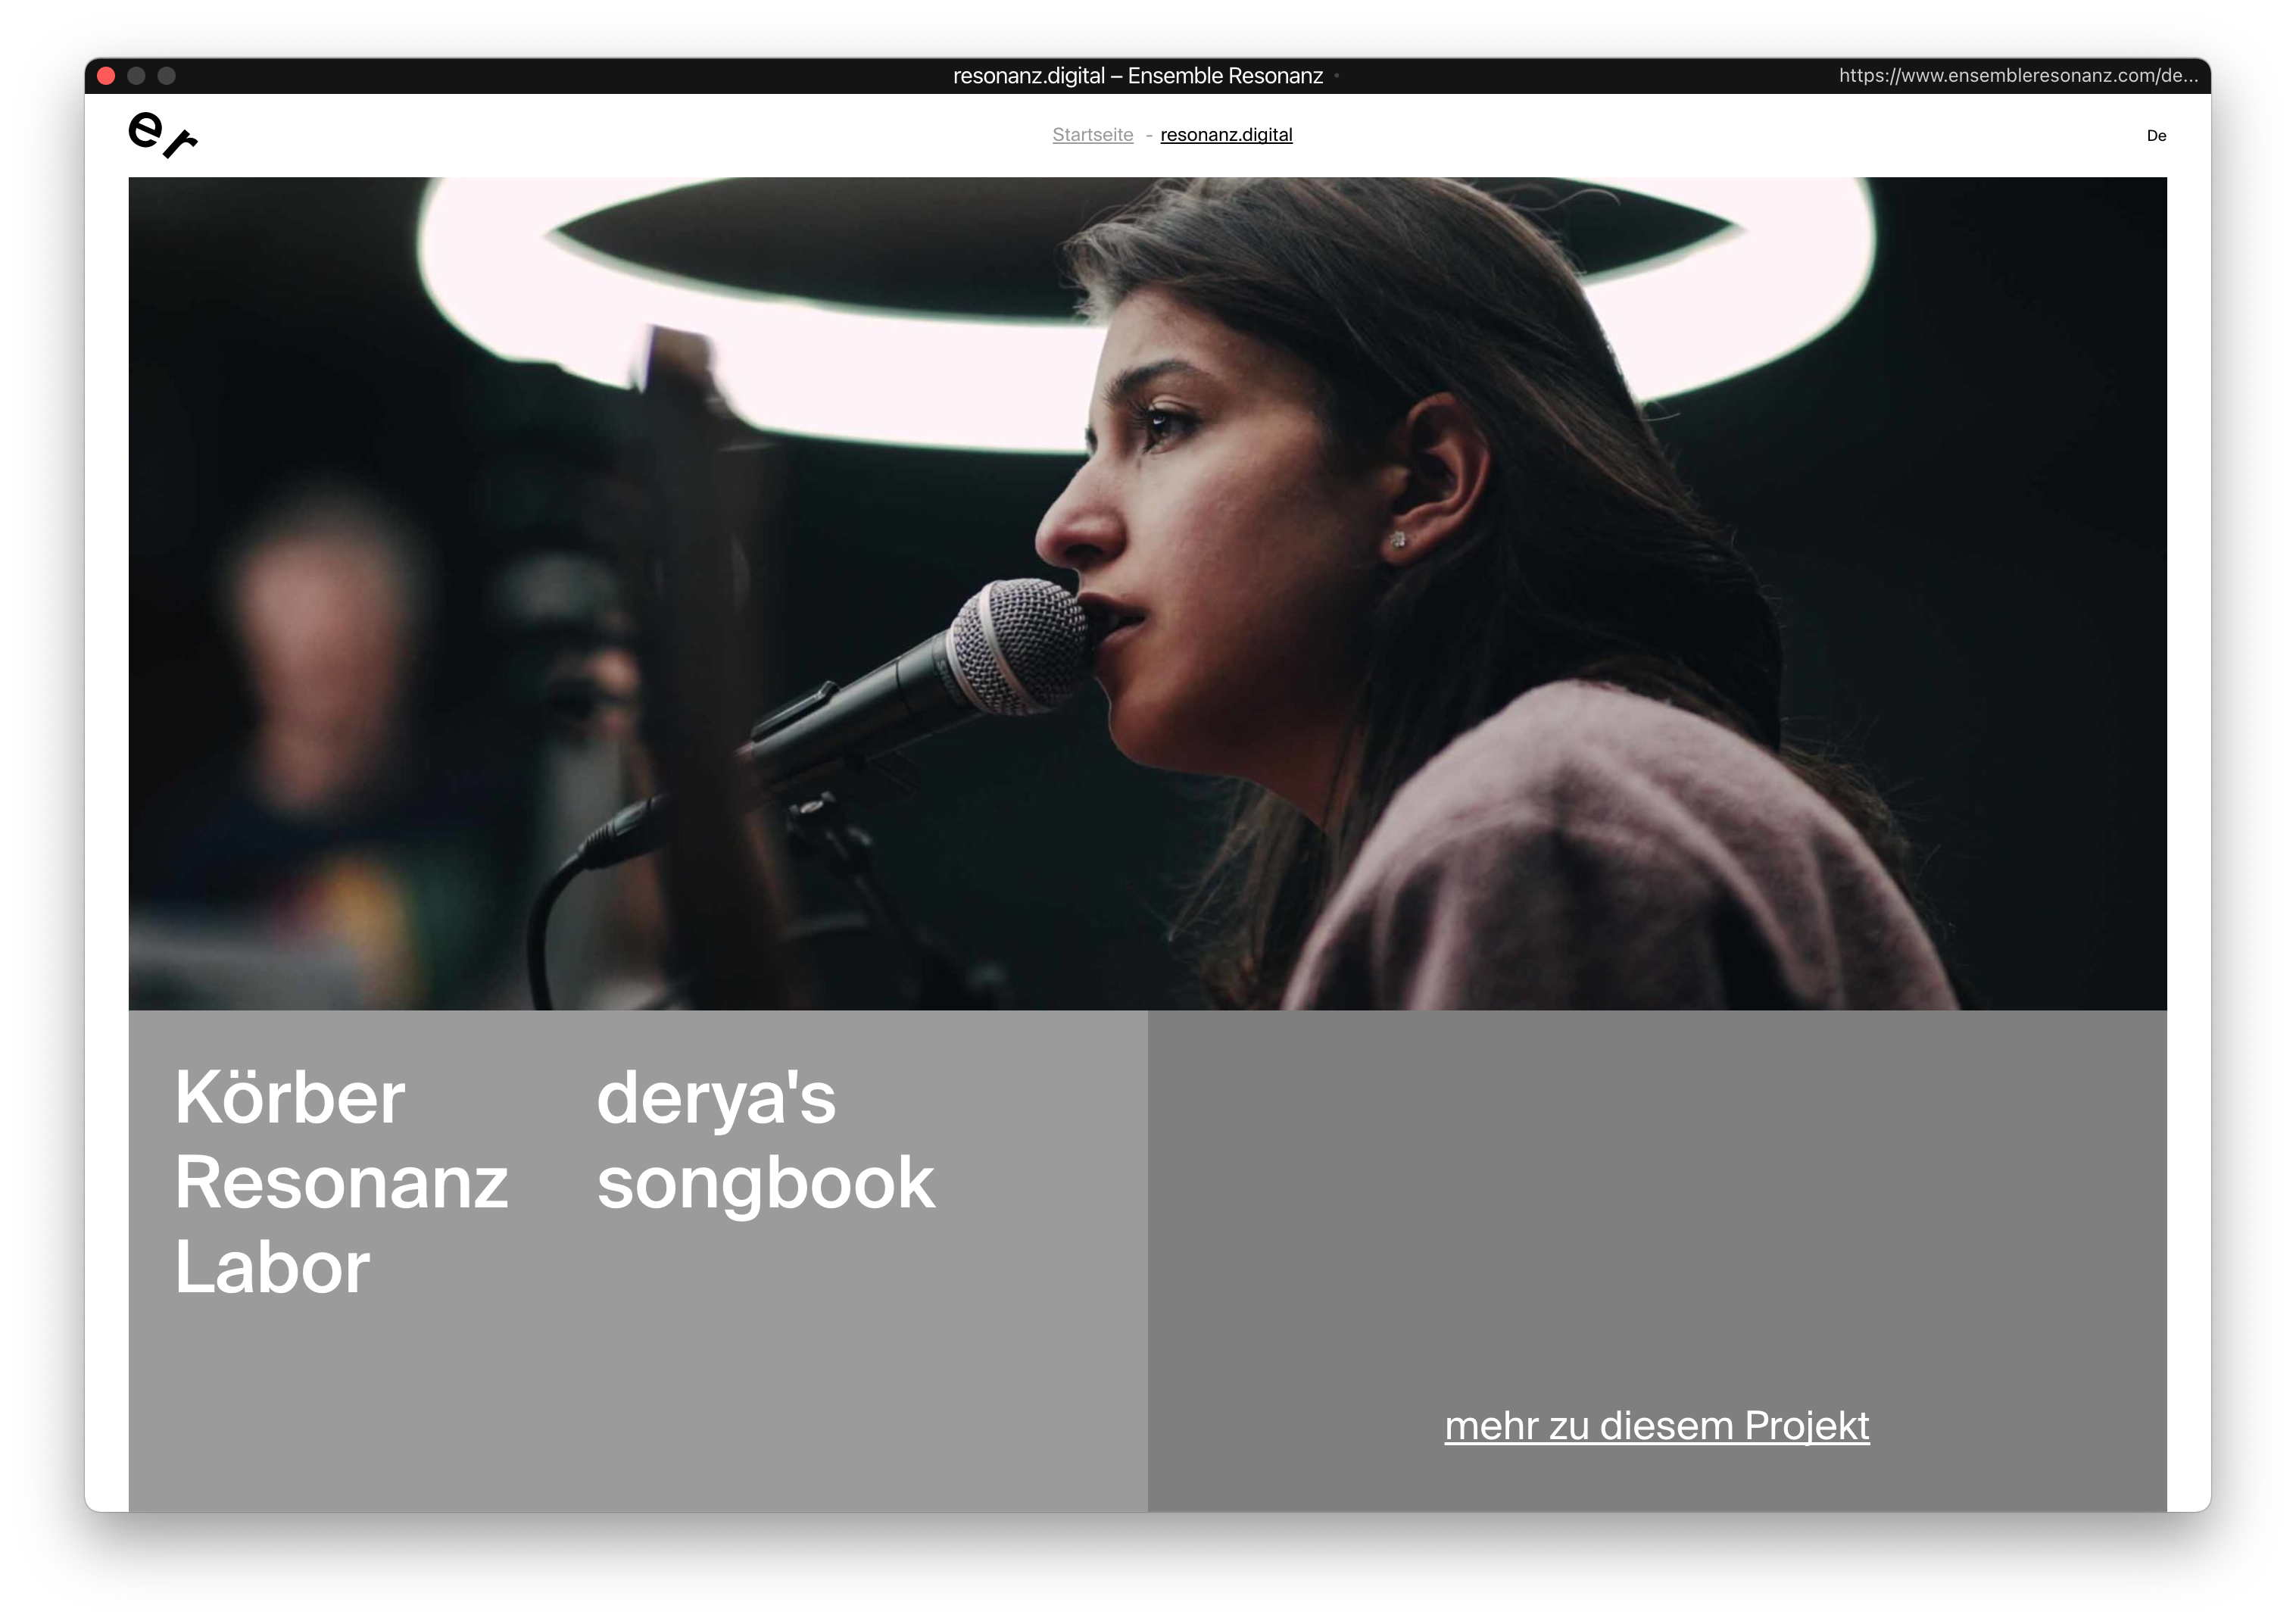 resonanz.digital – Ensemble Resonanz
https://www.ensembleresonanz.com/de...
er
Startseite - resonanz.digital
De
Körber
Resonanz
Labor
derya's
songbook
mehr zu diesem Projekt